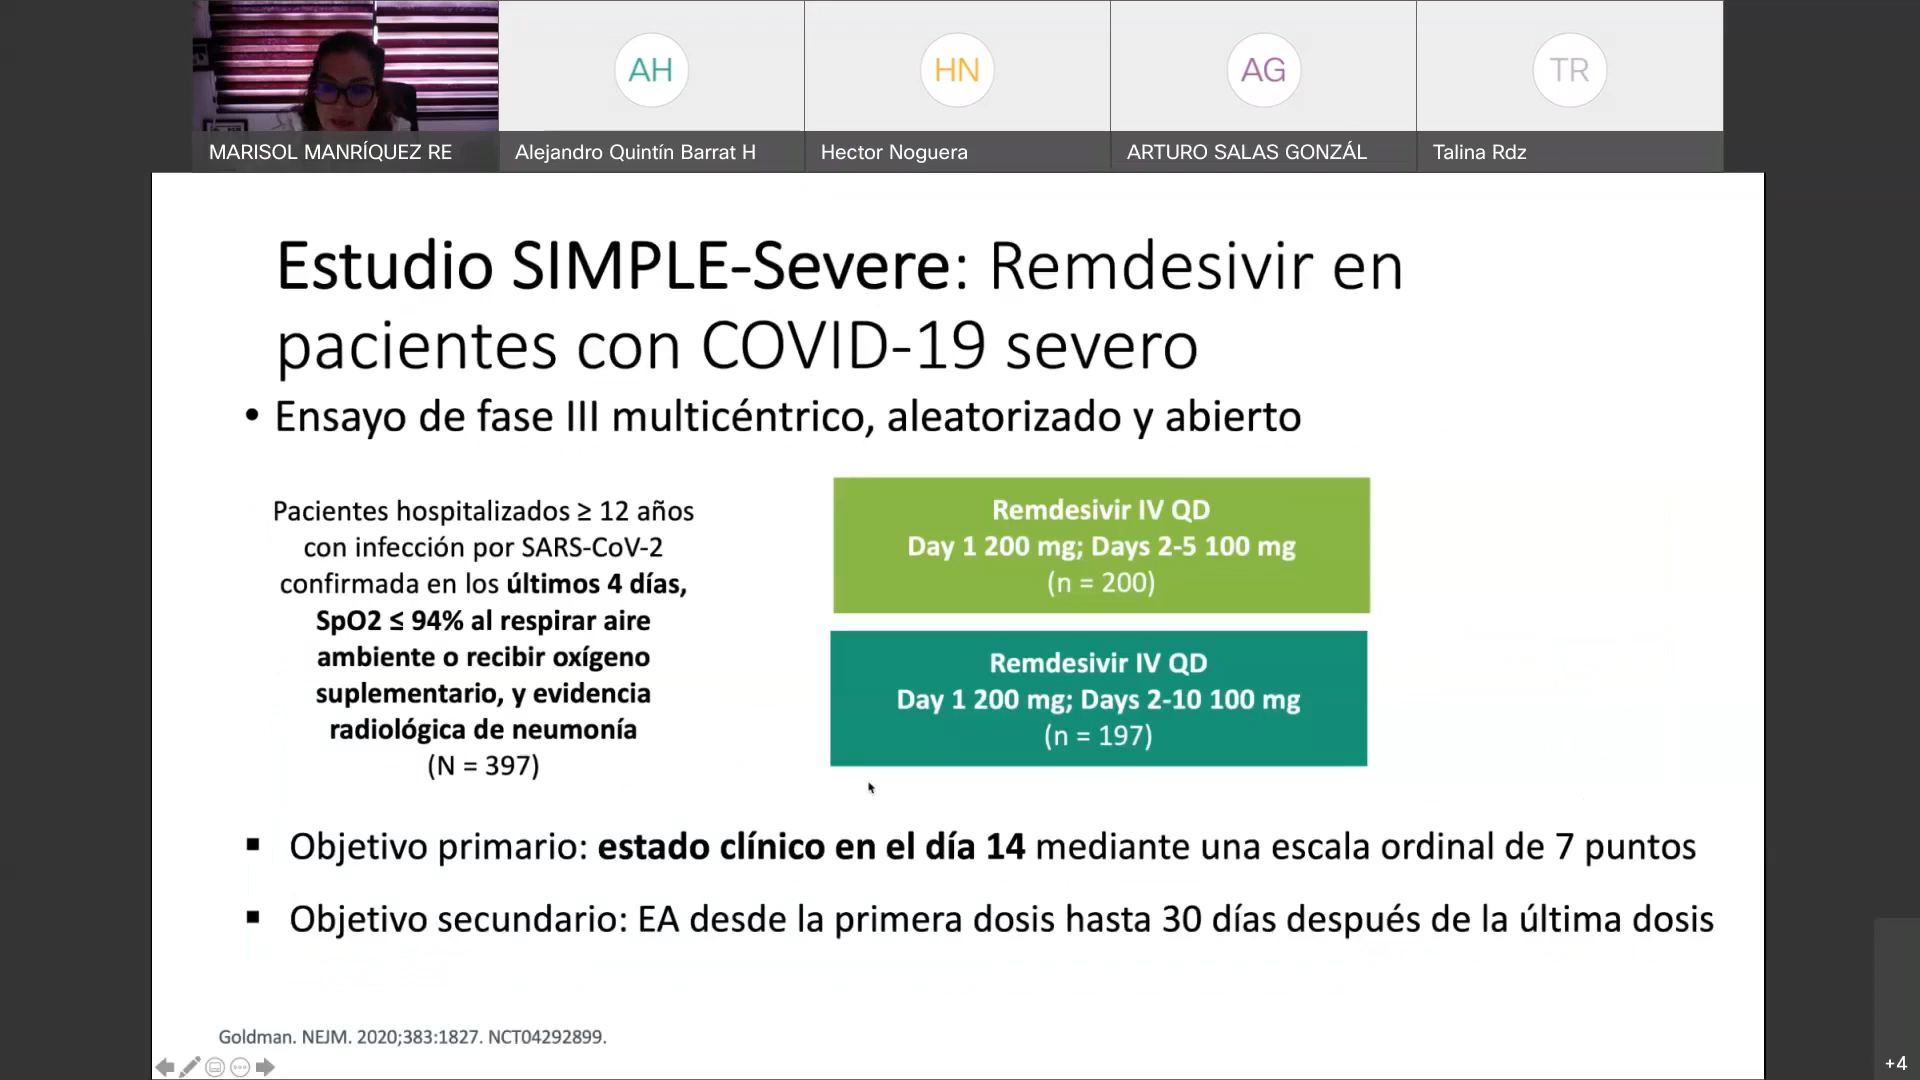 AH
HN
AG
TR
MARISOL MANRÍQUEZ RE
Alejandro Quintín Barrat H
Hector Noguera
ARTURO SALAS GONZÁL
Talina Rdz
Estudio SIMPLE-Severe: Remdesivir en
pacientes con COVID-19 severo
• Ensayo de fase III multicéntrico, aleatorizado y abierto
Pacientes hospitalizados ≥ 12 años
con infección por SARS-CoV-2
confirmada en los últimos 4 días,
SpO2 ≤ 94% al respirar aire
ambiente o recibir oxígeno
suplementario, y evidencia
radiológica de neumonía
(N = 397)
Remdesivir IV QD
Day 1 200 mg; Days 2-5 100 mg
(n = 200)
Remdesivir IV QD
Day 1 200 mg; Days 2-10 100 mg
(n = 197)
▪ Objetivo primario: estado clínico en el día 14 mediante una escala ordinal de 7 puntos
▪ Objetivo secundario: EA desde la primera dosis hasta 30 días después de la última dosis
Goldman. NEJM. 2020;383:1827. NCT04292899.
+4